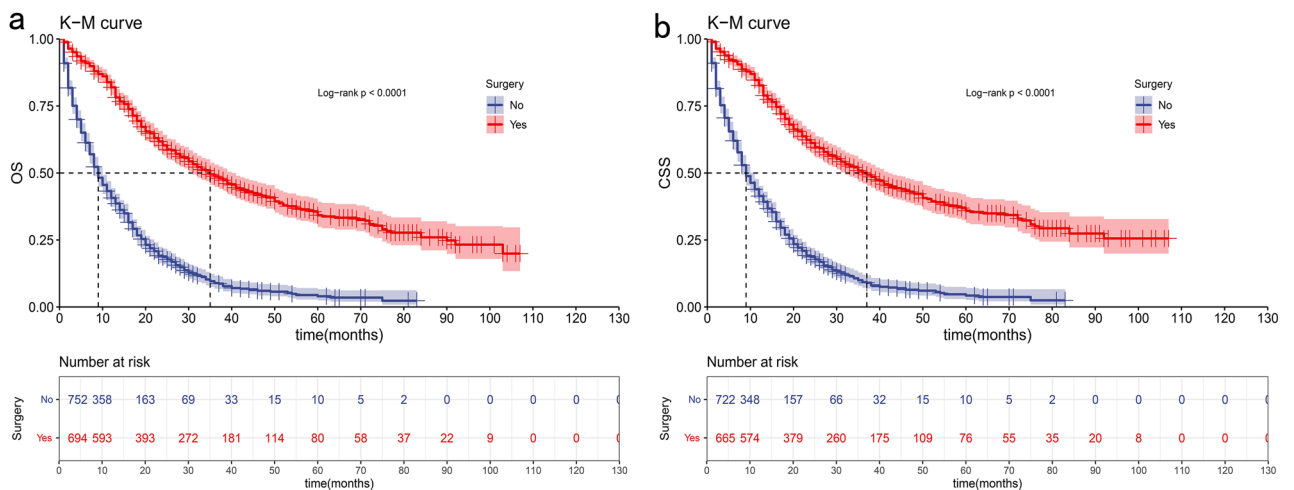 a
K−M curve
OS
1.00
0.75
0.50
0.25
0.00
Log−rank p < 0.0001
Surgery
No
Yes
0 10 20 30 40 50 60 70 80 90 100 110 120 130
time(months)
Number at risk
Surgery
No 752 358 163 69 33 15 10 5 2 0 0 0 0 0
Yes 694 593 393 272 181 114 80 58 37 22 9 0 0 0
0 10 20 30 40 50 60 70 80 90 100 110 120 130
time(months)
b
K−M curve
CSS
1.00
0.75
0.50
0.25
0.00
Log−rank p < 0.0001
Surgery
No
Yes
0 10 20 30 40 50 60 70 80 90 100 110 120 130
time(months)
Number at risk
Surgery
No 722 348 157 66 32 15 10 5 2 0 0 0 0 0
Yes 665 574 379 260 175 109 76 55 35 20 8 0 0 0
0 10 20 30 40 50 60 70 80 90 100 110 120 130
time(months)